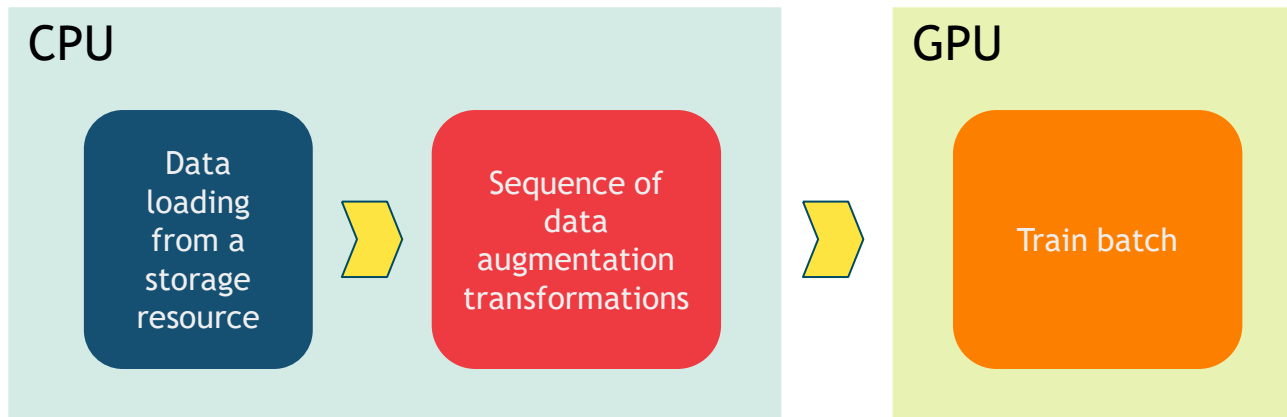 CPU
Data
loading
from a
storage
resource
Sequence of
data
augmentation
transformations
GPU
Train batch